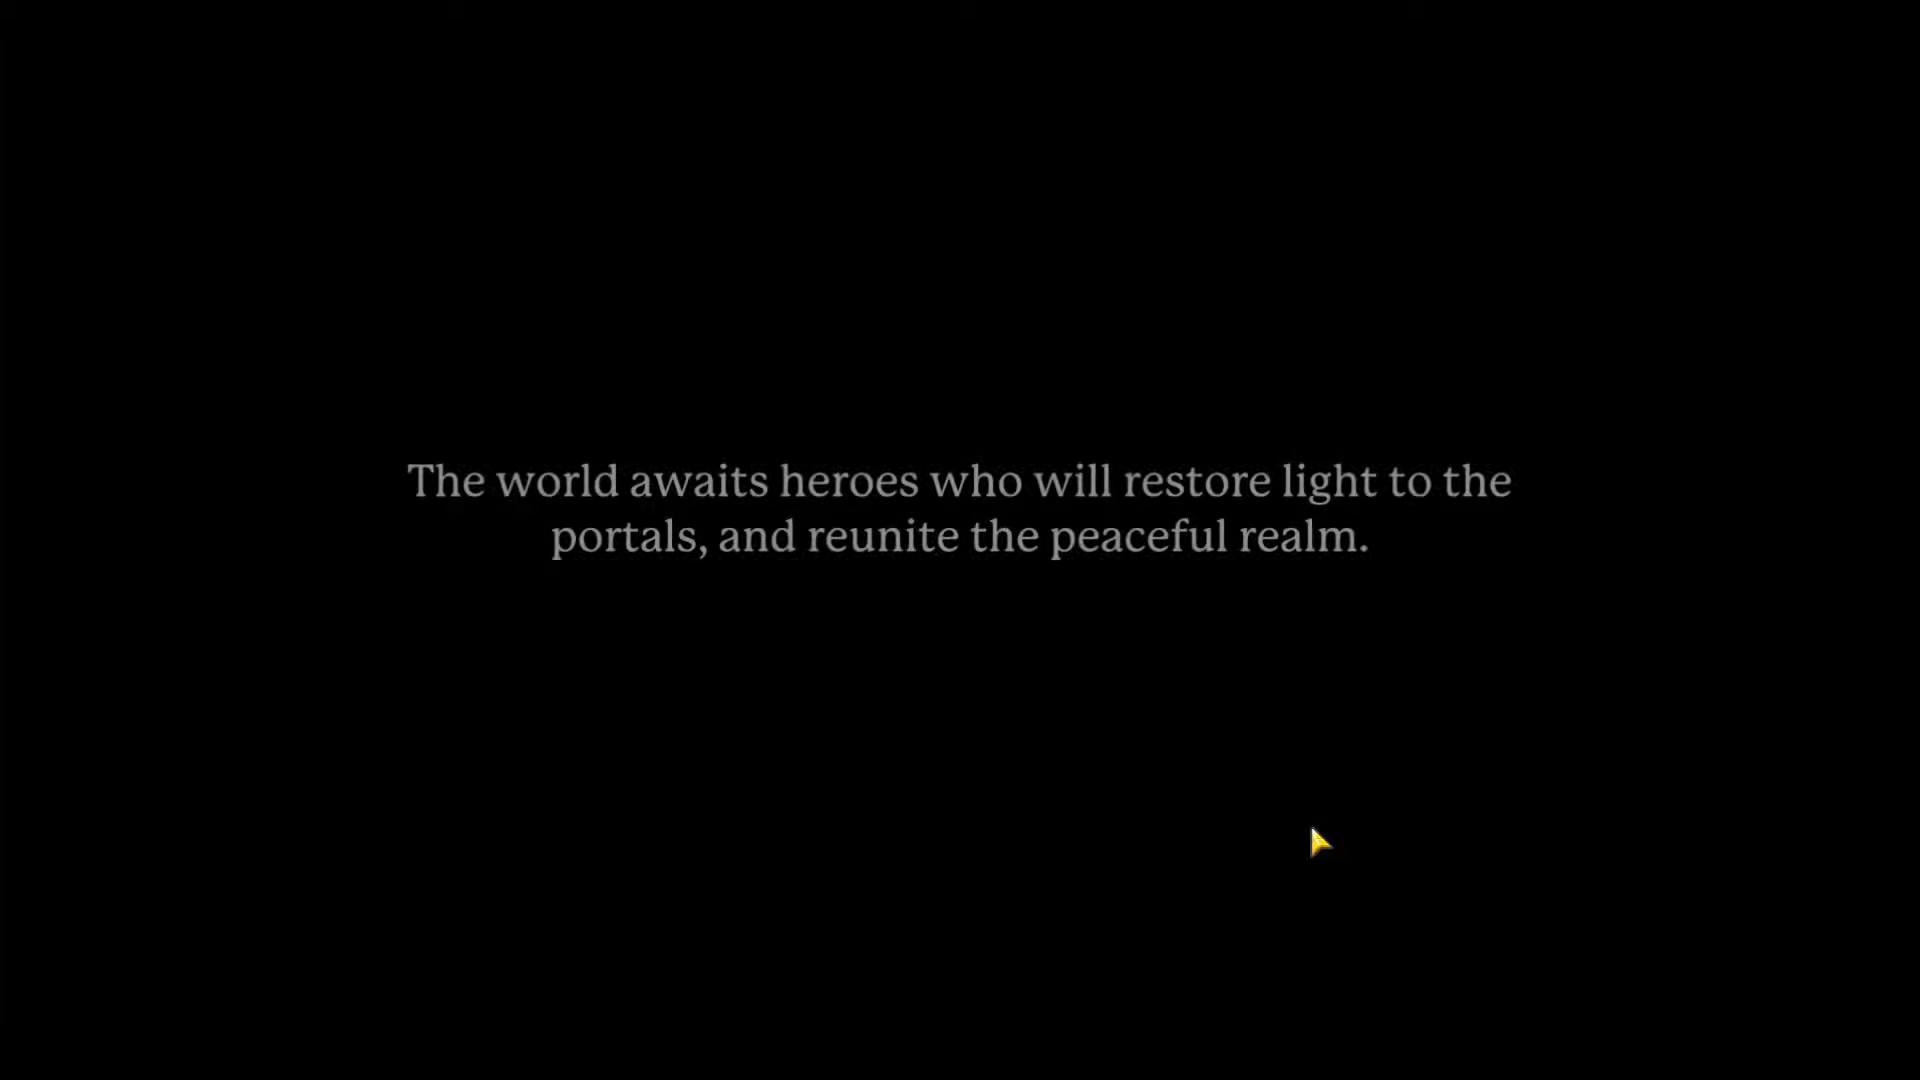 The world awaits heroes who will restore light to the
portals, and reunite the peaceful realm.